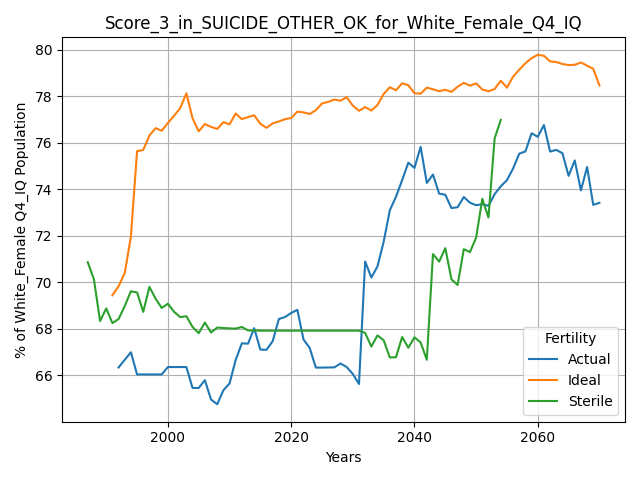 Score_3_in_SUICIDE_OTHER_OK_for_White_Female_Q4_IQ
% of White_Female Q4_IQ Population
80
78
76
74
72
70
68
66
2000
2020
2040
2060
Years
Fertility
Actual
Ideal
Sterile